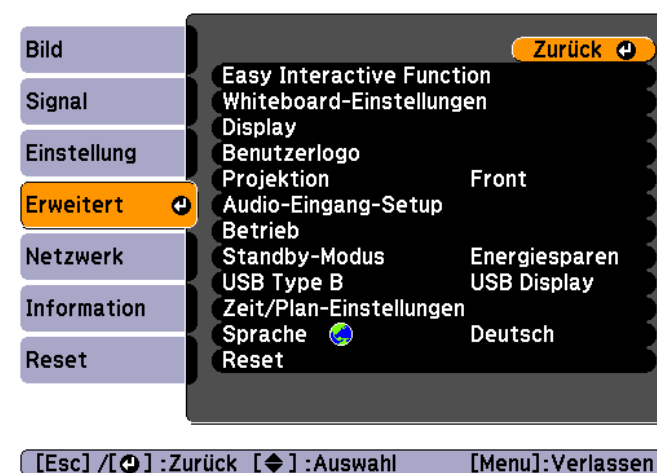 Bild
Signal
Einstellung
Erweitert
Netzwerk
Information
Reset
Zurück
Easy Interactive Function
Whiteboard-Einstellungen
Display
Benutzerlogo
Projektion Front
Audio-Eingang-Setup
Betrieb
Standby-Modus Energiesparen
USB Type B USB Display
Zeit/Plan-Einstellungen
Sprache Deutsch
Reset
[Esc] /[ ] :Zurück [ ] :Auswahl [Menu]:Verlassen